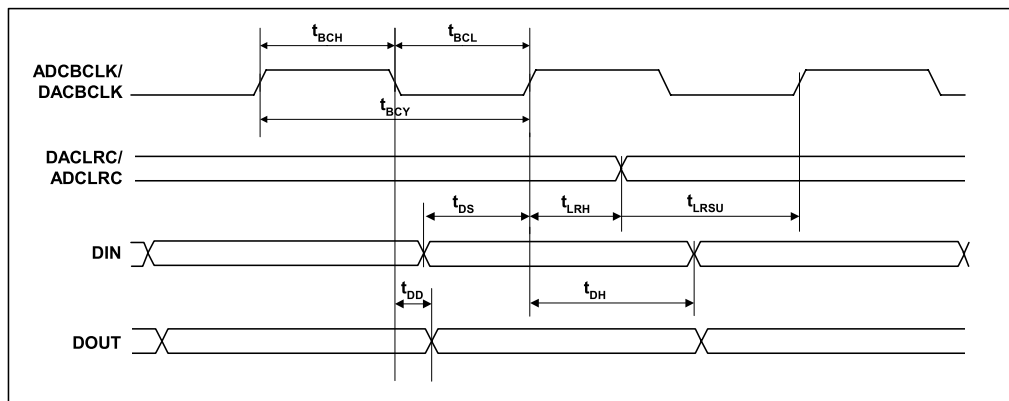 tBCH
tBCL
ADCBCLK/
DACBCLK
tBCY
DACLRC/
ADCLRC
tDS
tLRH
tLRSU
DIN
tDD
tDH
DOUT